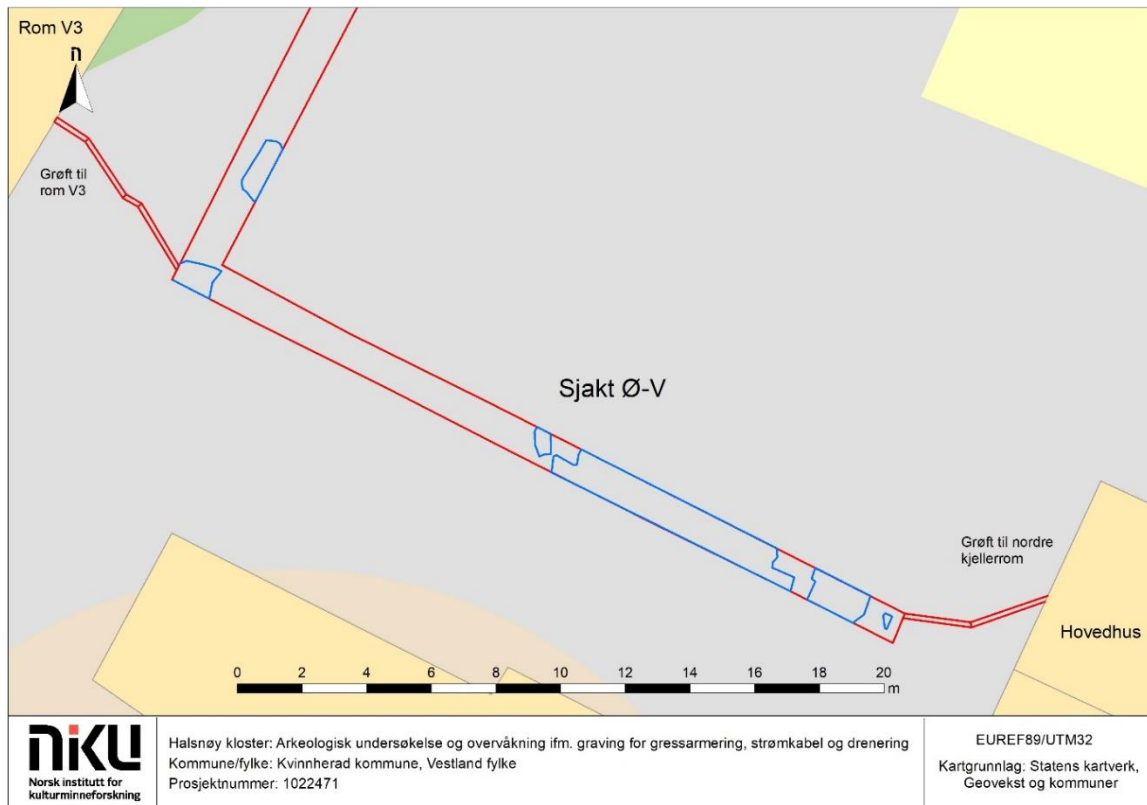 Rom V3
n
Grøft til
rom V3
Sjakt Ø-V
Grøft til nordre
kjellerrom
Hovedhus
0 2 4 6 8 10 12 14 16 18 20
m
NIKU
Norsk institutt for
kulturminneforskning
Halsnøy kloster: Arkeologisk undersøkelse og overvåkning ifm. graving for gressarmering, strømkabel og drenering
Kommune/fylke: Kvinnherad kommune, Vestland fylke
Prosjektnummer: 1022471
EUREF89/UTM32
Kartgrunnlag: Statens kartverk,
Geovekst og kommuner